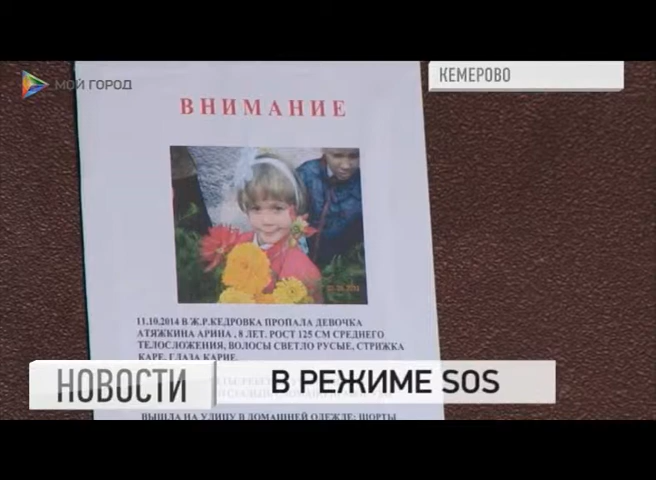 МОЙ ГОРОД
КЕМЕРОВО
ВНИМАНИЕ
11.10.2014 В Ж.Р.КЕДРОВКА ПРОПАЛА ДЕВОЧКА
АТЯЖКИНА АРИНА , 8 ЛЕТ. РОСТ 125 СМ СРЕДНЕГО
ТЕЛОСЛОЖЕНИЯ, ВОЛОСЫ СВЕТЛО РУСЫЕ, СТРИЖКА
КАРЕ, ГЛАЗА КАРИЕ.
НОВОСТИ
В РЕЖИМЕ SOS
ВЫШЛА НА УЛИЦУ В ДОМАШНЕЙ ОДЕЖДЕ: ШОРТЫ